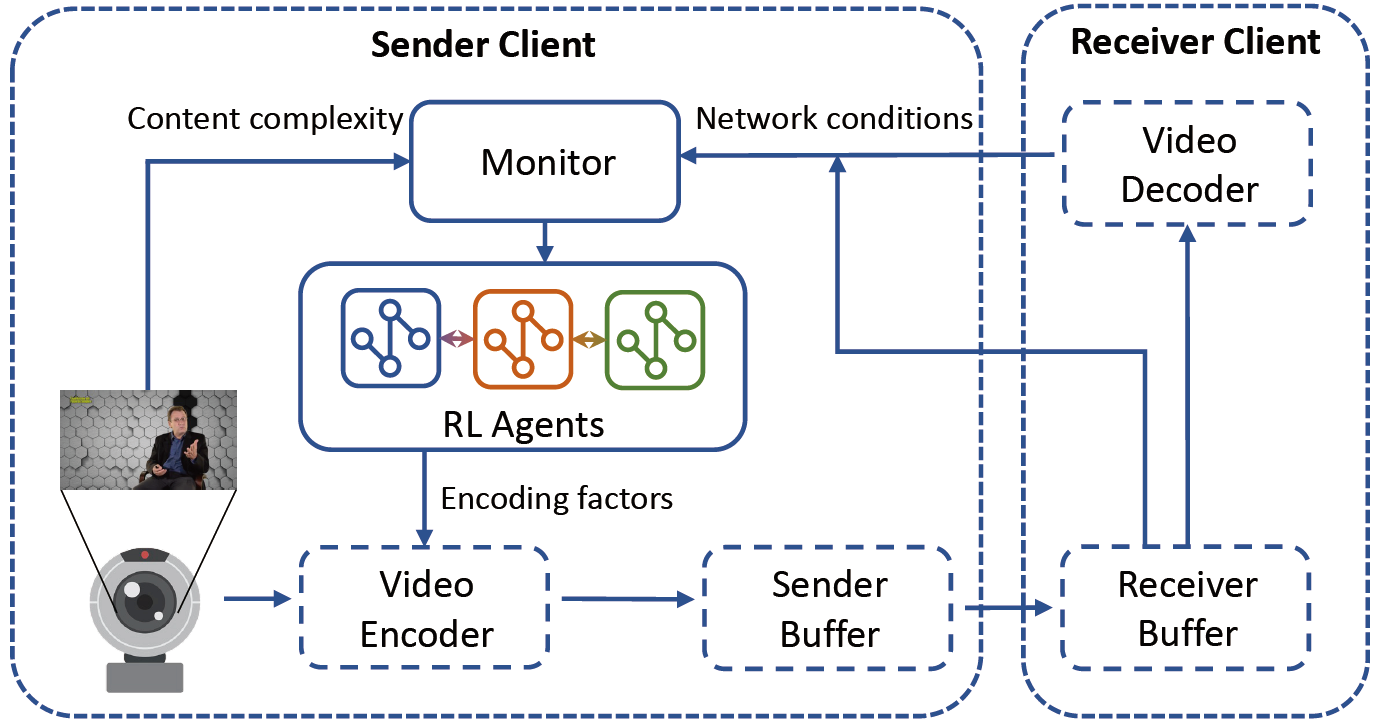 Sender Client
Receiver Client
Content complexity
Network conditions
Monitor
Video
Decoder
RL Agents
Encoding factors
Video
Encoder
Sender
Buffer
Receiver
Buffer